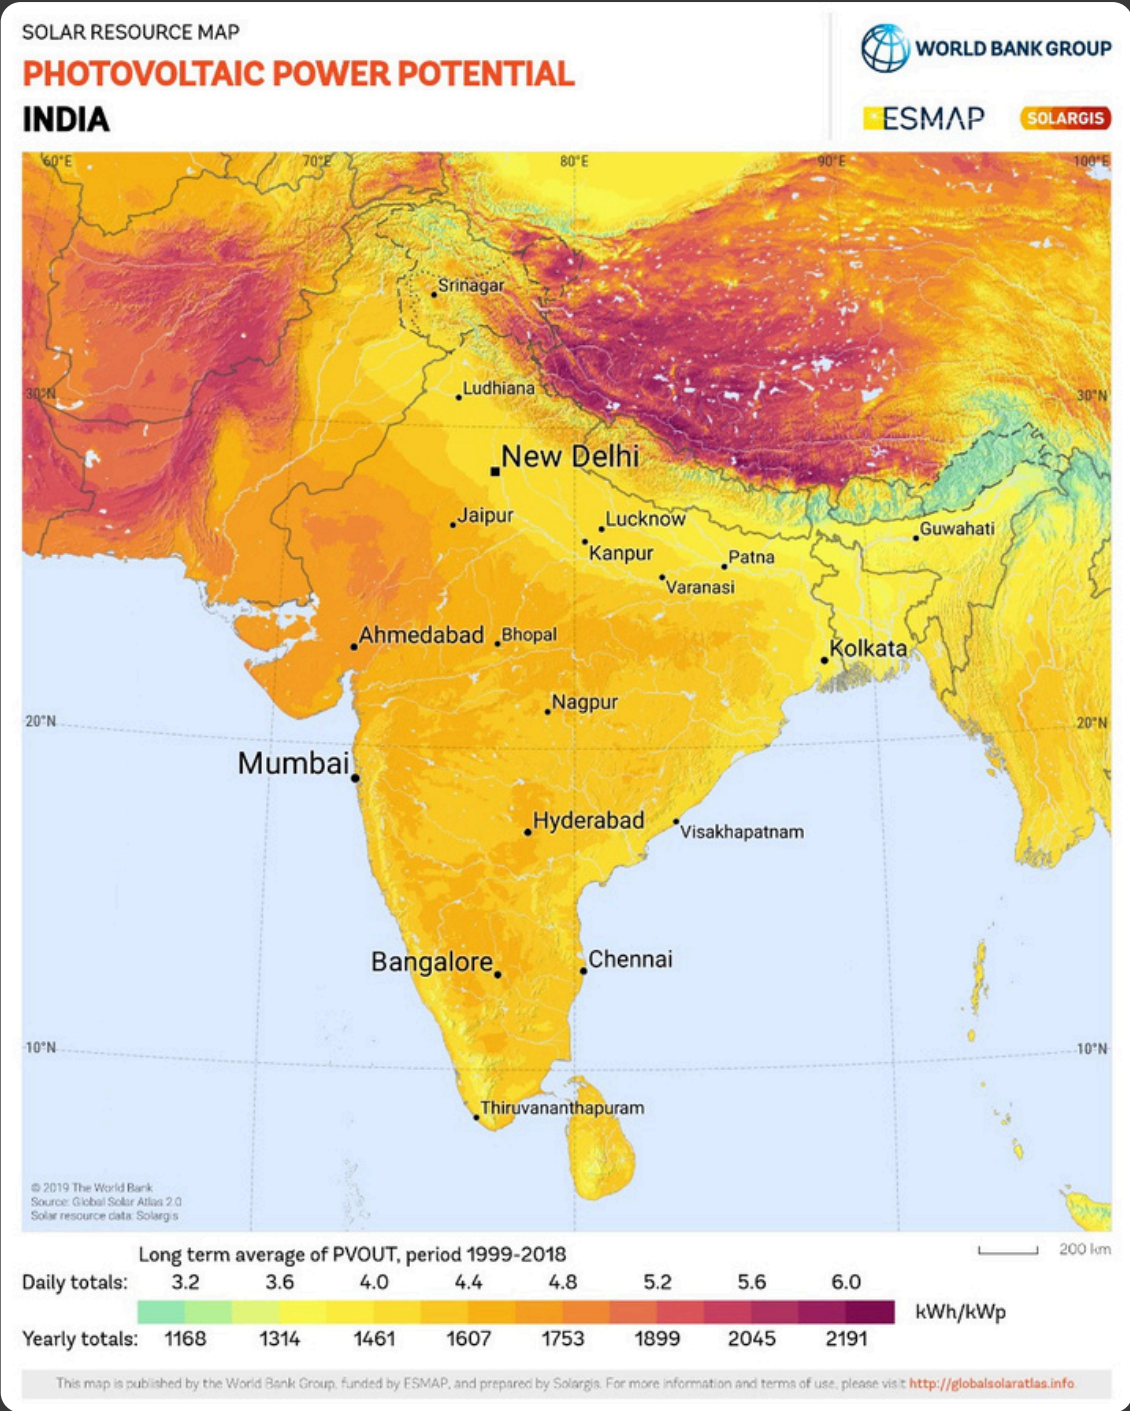 SOLAR RESOURCE MAP
PHOTOVOLTAIC POWER POTENTIAL
INDIA
WORLD BANK GROUP
ESMAP
SOLARGIS
60°E 70°E 80°E 90°E 100°E
Srinagar
30°N
Ludhiana
30°N
New Delhi
Jaipur
Lucknow
Guwahati
Kanpur
Patna
Varanasi
Ahmedabad
Bhopal
Kolkata
Nagpur
20°N
20°N
Mumbai
Hyderabad
Visakhapatnam
Bangalore
Chennai
10°N
10°N
Thiruvananthapuram
© 2019 The World Bank
Source: Global Solar Atlas 2.0
Solar resource data: Solargis
Long term average of PVOUT, period 1999-2018
200 km
Daily totals: 3.2 3.6 4.0 4.4 4.8 5.2 5.6 6.0
kWh/kWp
Yearly totals: 1168 1314 1461 1607 1753 1899 2045 2191
This map is published by the World Bank Group, funded by ESMAP, and prepared by Solargis. For more information and terms of use, please visit http://globalsolaratlas.info